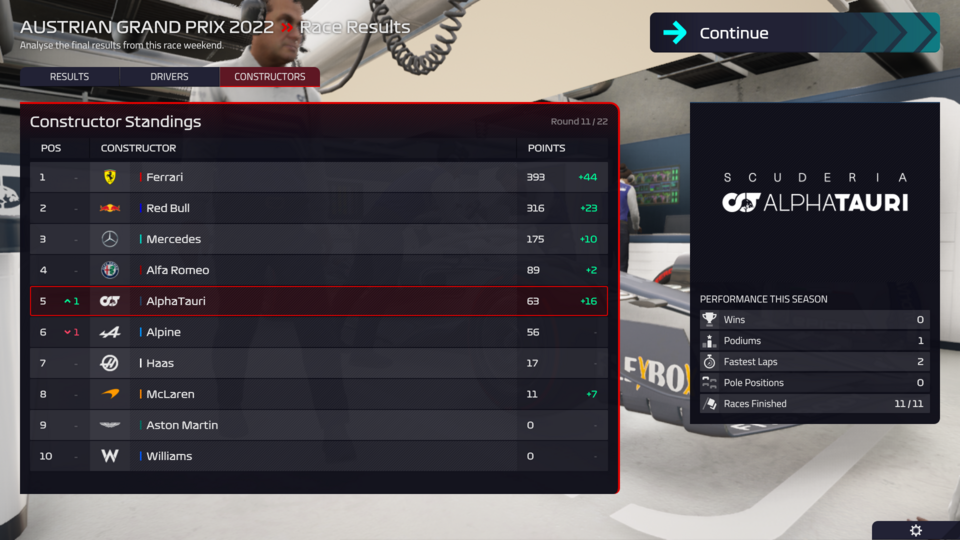 AUSTRIAN GRAND PRIX 2022 » Race Results
Analyse the final results from this race weekend.
Continue
RESULTS DRIVERS CONSTRUCTORS
Constructor Standings Round 11 / 22
POS CONSTRUCTOR POINTS
1 - Ferrari 393 +44
2 - Red Bull 316 +23
3 - Mercedes 175 +10
4 - Alfa Romeo 89 +2
5 1 AlphaTauri 63 +16
6 1 Alpine 56 -
7 - Haas 17 -
8 - McLaren 11 +7
9 - Aston Martin 0 -
10 - Williams 0 -
SCUDERIA
ALPHATAURI
PERFORMANCE THIS SEASON
Wins 0
Podiums 1
Fastest Laps 2
Pole Positions 0
Races Finished 11 / 11